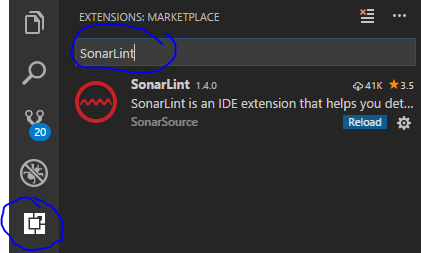 EXTENSIONS: MARKETPLACE
SonarLint
SonarLint 1.4.0 41K 3.5
SonarLint is an IDE extension that helps you det...
SonarSource Reload
20